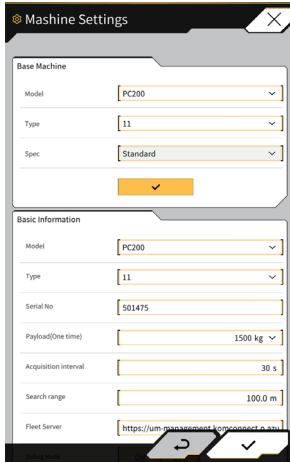 Mashine Settings
Base Machine
Model PC200
Type 11
Spec Standard
Basic Information
Model PC200
Type 11
Serial No 501475
Payload(One time) 1500 kg
Acquisition interval 30 s
Search range 100.0 m
Fleet Server https://um-management.komconnect.p.azu